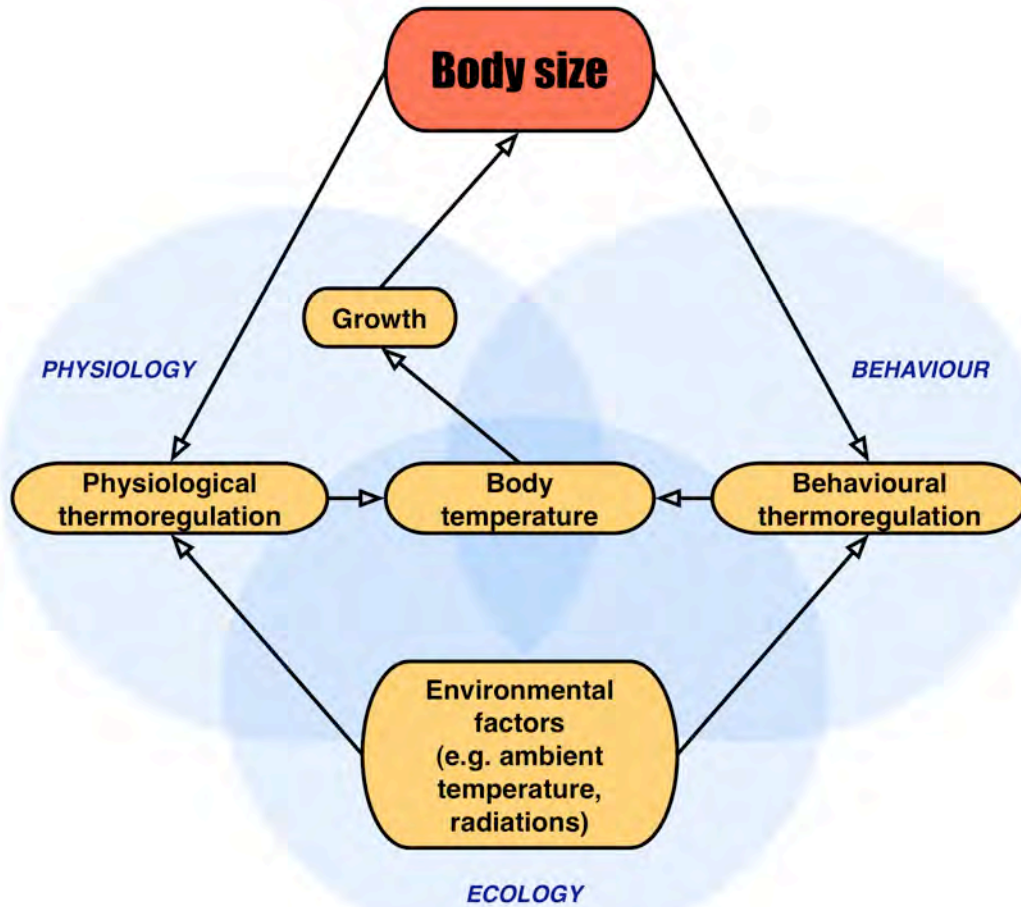 Body size
Growth
PHYSIOLOGY
BEHAVIOUR
Physiological
thermoregulation
Body
temperature
Behavioural
thermoregulation
Environmental
factors
(e.g. ambient
temperature,
radiations)
ECOLOGY